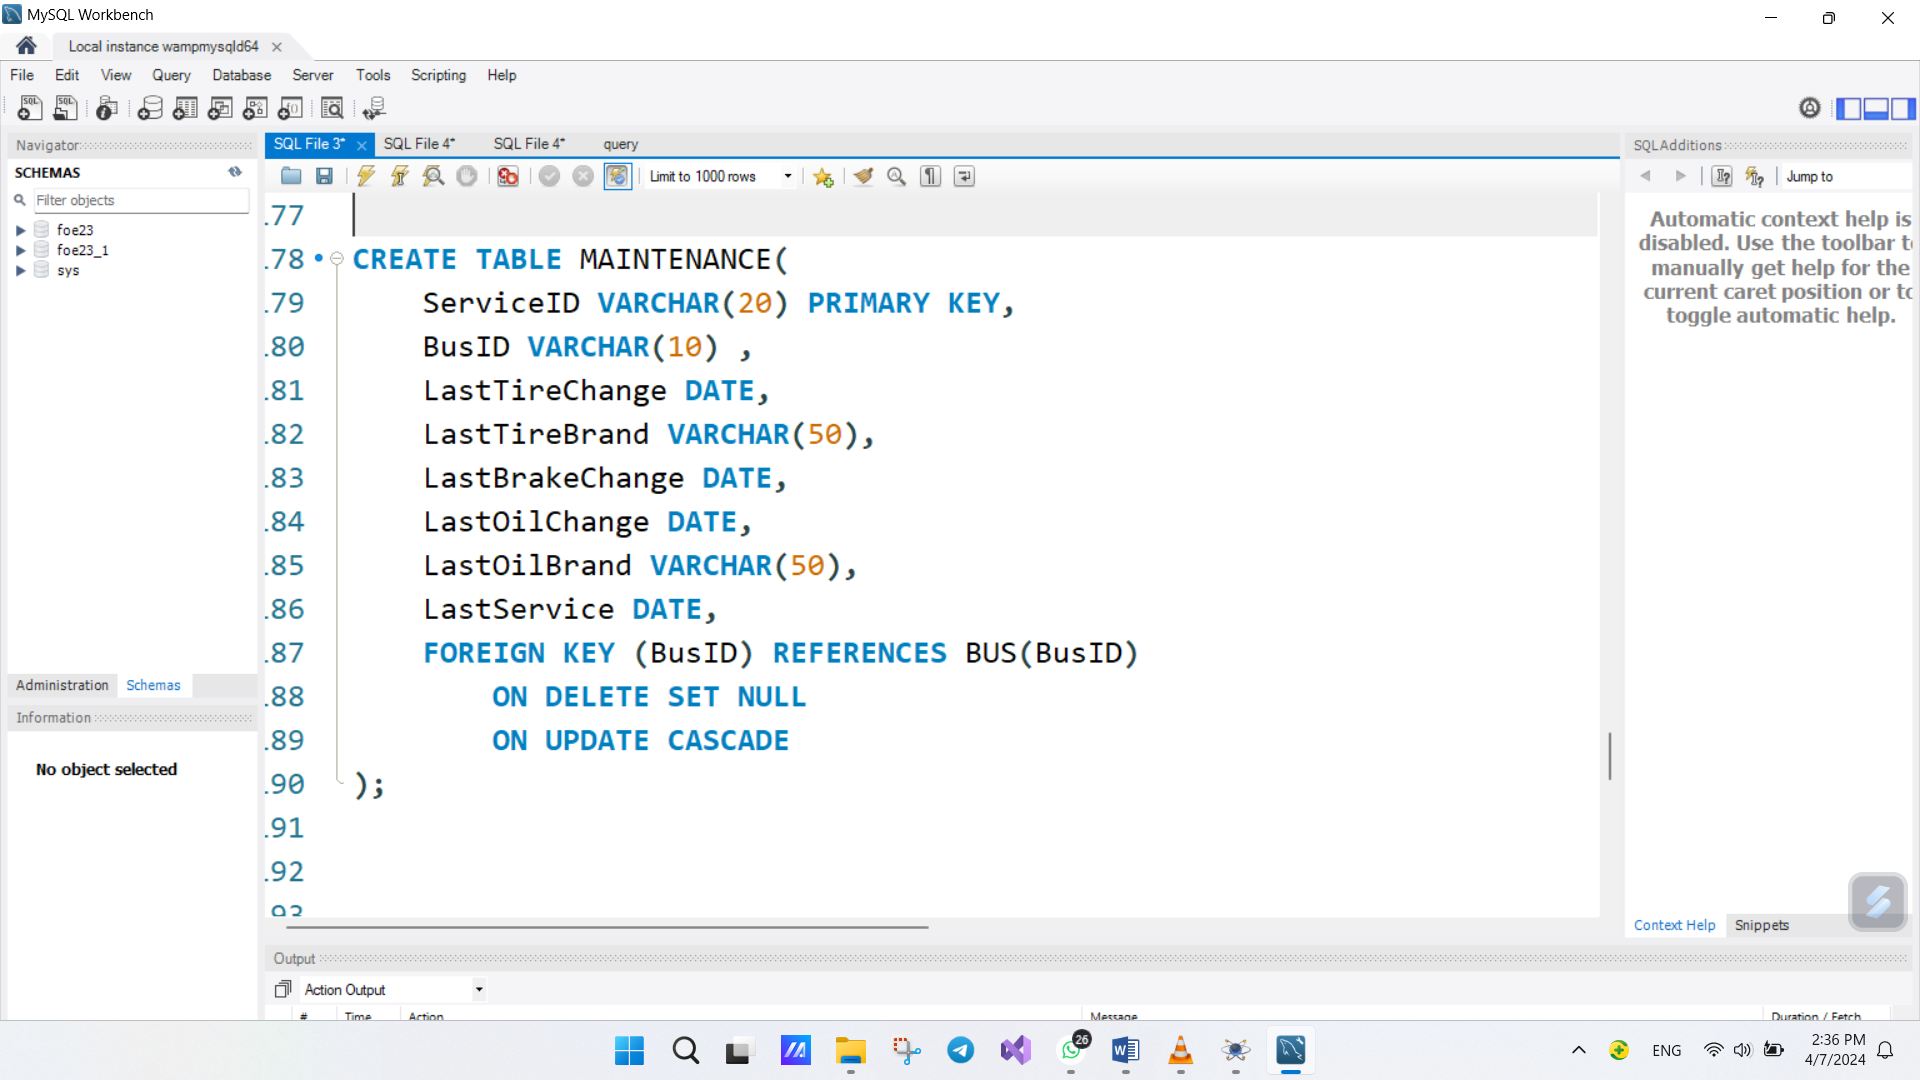 MySQL Workbench
Local instance wampmysqld64
File Edit View Query Database Server Tools Scripting Help
Navigator
SCHEMAS
Filter objects
foe23
foe23_1
sys
Administration Schemas
Information
No object selected
SQL File 3* SQL File 4* SQL File 4* query
Limit to 1000 rows
.77
.78 CREATE TABLE MAINTENANCE(
.79 ServiceID VARCHAR(20) PRIMARY KEY,
.80 BusID VARCHAR(10) ,
.81 LastTireChange DATE,
.82 LastTireBrand VARCHAR(50),
.83 LastBrakeChange DATE,
.84 LastOilChange DATE,
.85 LastOilBrand VARCHAR(50),
.86 LastService DATE,
.87 FOREIGN KEY (BusID) REFERENCES BUS(BusID)
.88 ON DELETE SET NULL
.89 ON UPDATE CASCADE
.90 );
.91
.92
.93
SQLAdditions
Jump to
Automatic context help is
disabled. Use the toolbar to
manually get help for the
current caret position or to
toggle automatic help.
Context Help Snippets
Output
Action Output
# Time Action Message Duration / Fetch
26
ENG
2:36 PM
4/7/2024